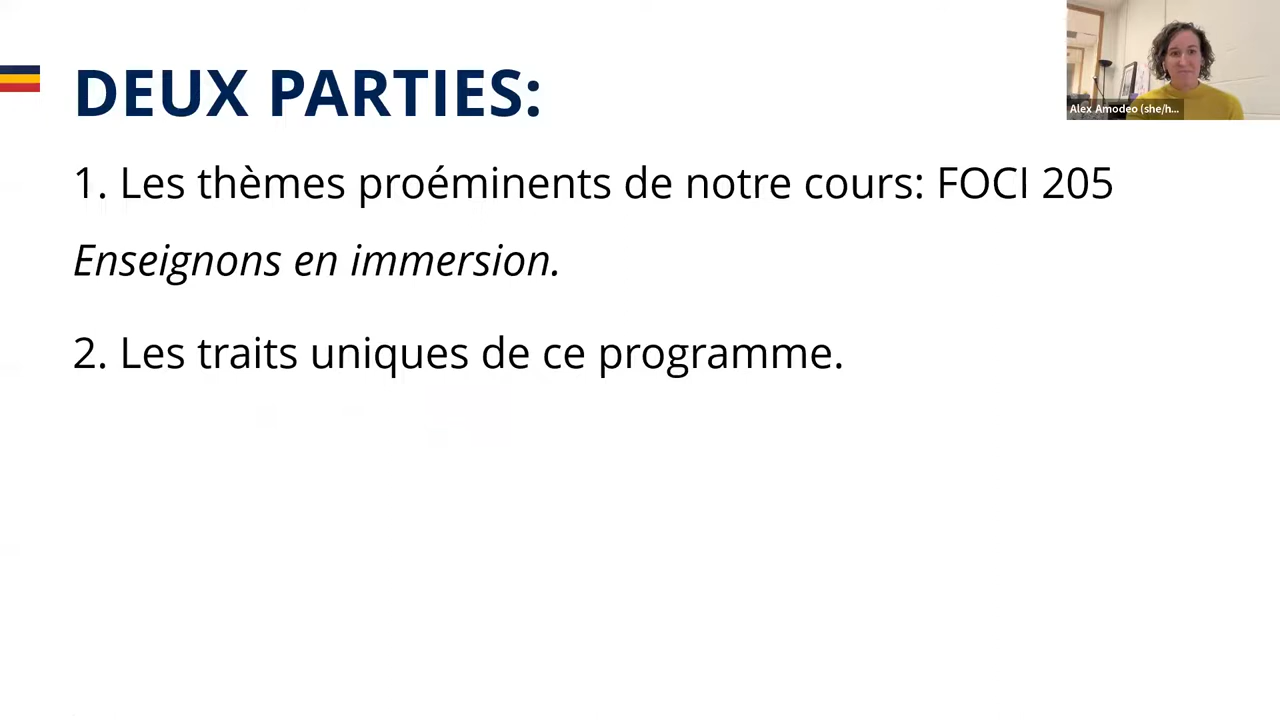 DEUX PARTIES:
Alex Amodeo (she/h...
1. Les thèmes proéminents de notre cours: FOCI 205
Enseignons en immersion.
2. Les traits uniques de ce programme.